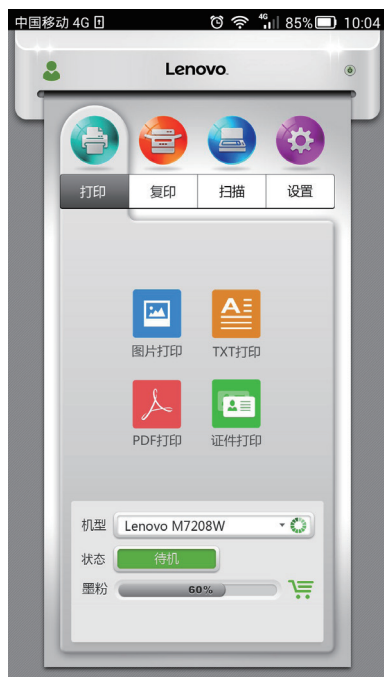 中国移动 4G 85% 10:04
4G
Lenovo.
打印 复印 扫描 设置
图片打印 TXT打印
PDF打印 证件打印
机型 Lenovo M7208W
状态 待机
墨粉 60%